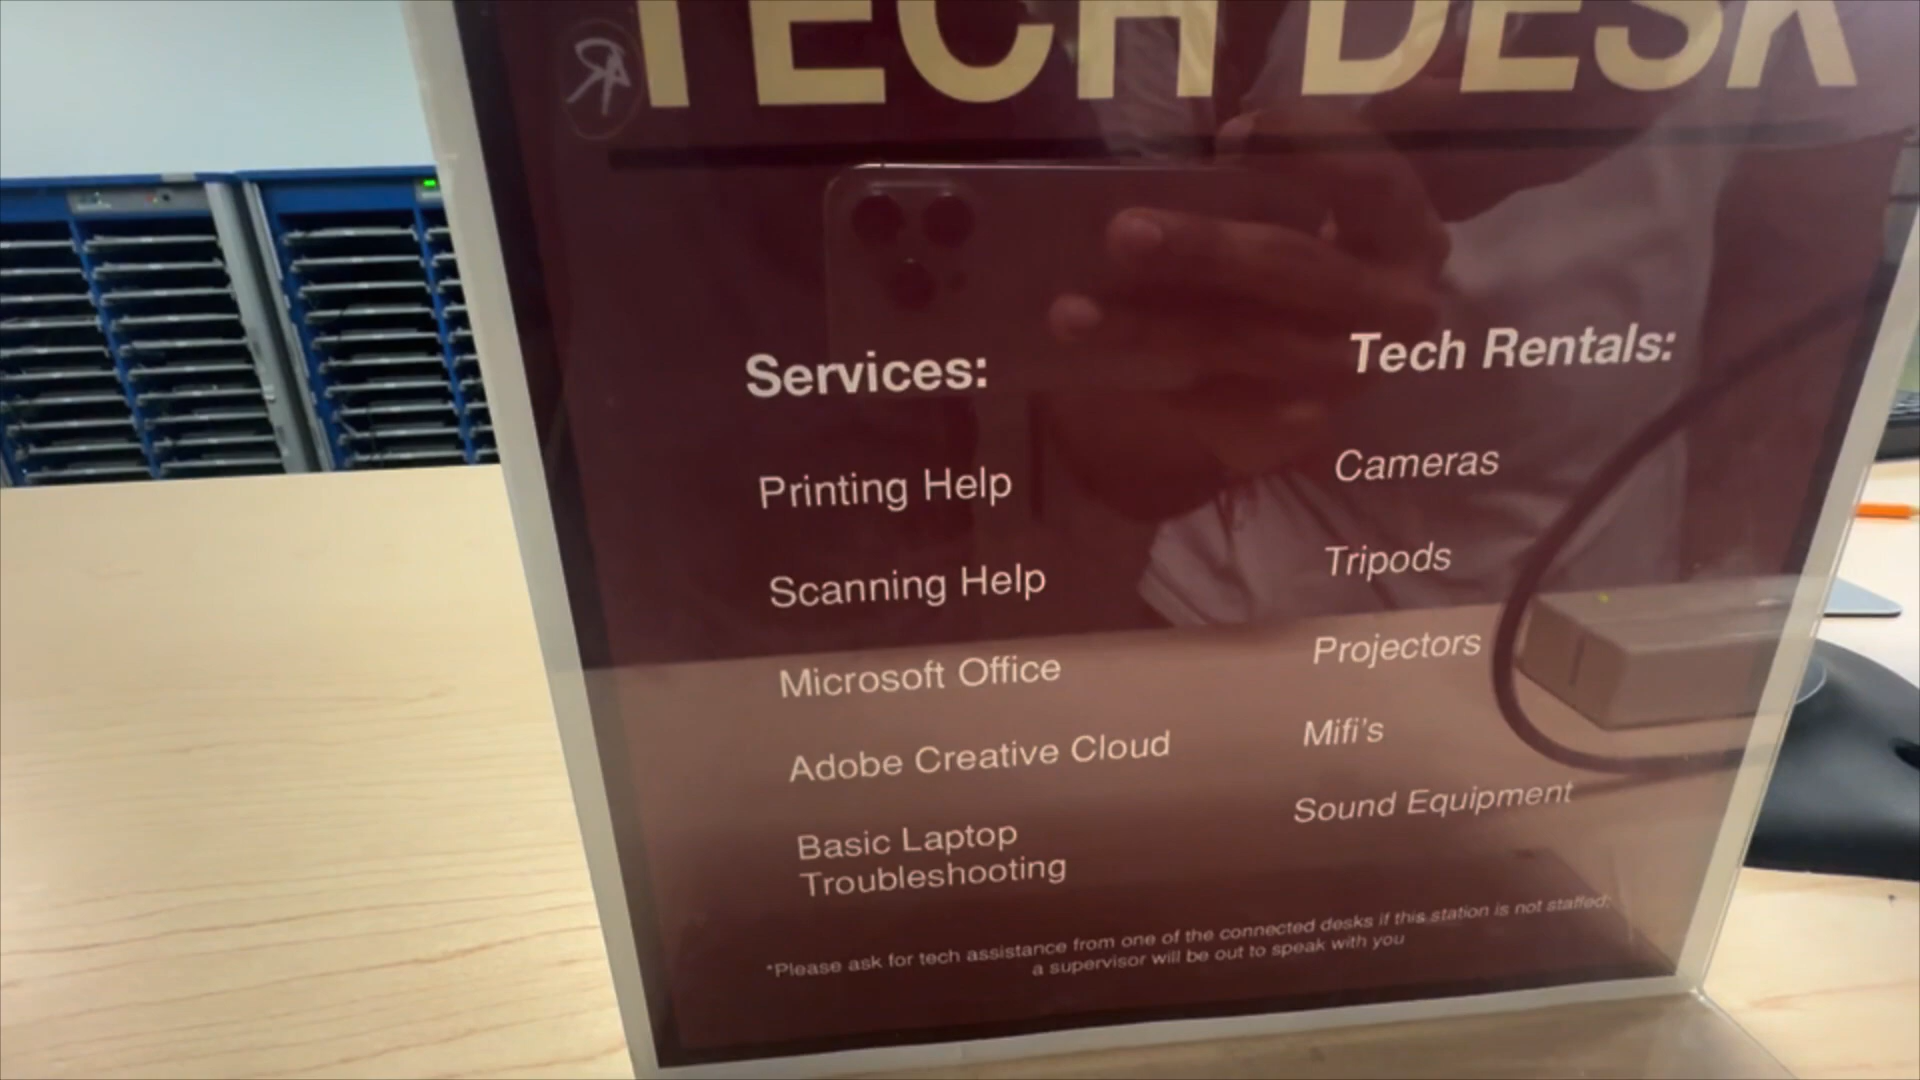 TECH DESK
Services:
Printing Help
Scanning Help
Microsoft Office
Adobe Creative Cloud
Basic Laptop
Troubleshooting
Tech Rentals:
Cameras
Tripods
Projectors
Mifi's
Sound Equipment
*Please ask for tech assistance from one of the connected desks if this station is not staffed;
a supervisor will be out to speak with you